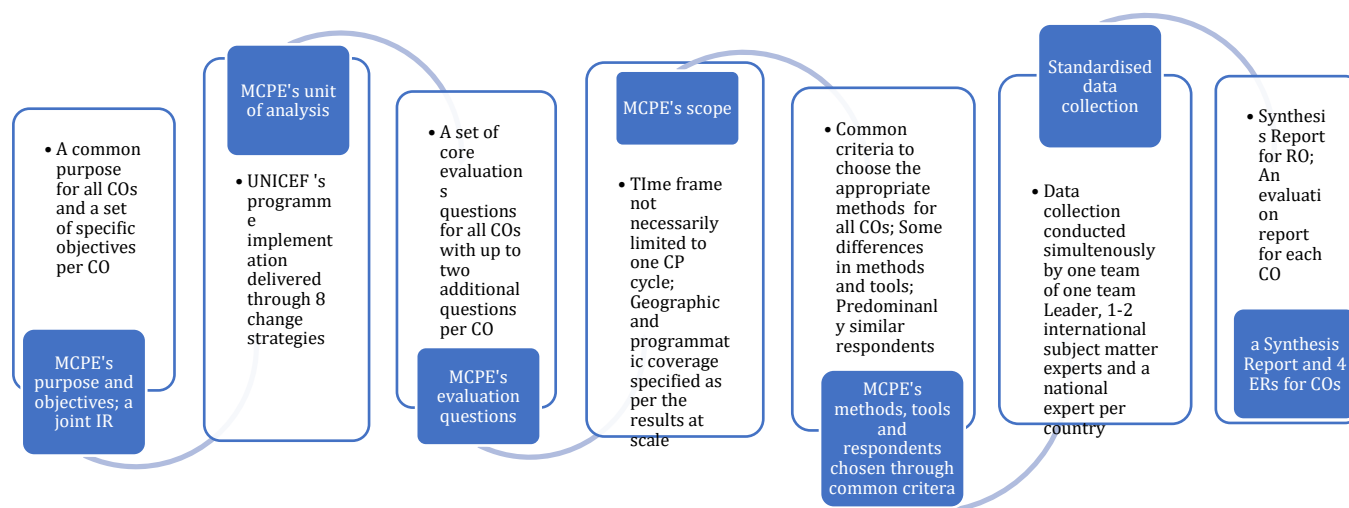 • A common
purpose
for all COs
and a set
of specific
objectives
per CO
MCPE's
purpose and
objectives; a
joint IR
MCPE's unit
of analysis
• UNICEF 's
programm
e
implement
ation
delivered
through 8
change
strategies
• A set of
core
evaluation
s
questions
for all COs
with up to
two
additional
questions
per CO
MCPE's
evaluation
questions
MCPE's scope
• TIme frame
not
necessarily
limited to
one CP
cycle;
Geographic
and
programmat
ic coverage
specified as
per the
results at
scale
• Common
criteria to
choose the
appropriate
methods for
all COs; Some
differences
in methods
and tools;
Predominanl
y similar
respondents
MCPE's
methods, tools
and
respondents
chosen through
common criteria
Standardised
data
collection
• Data
collection
conducted
simultenously
by one team
of one team
Leader, 1-2
international
subject matter
experts and a
national
expert per
country
• Synthesi
s Report
for RO;
An
evaluati
on
report
for each
CO
a Synthesis
Report and 4
ERs for COs